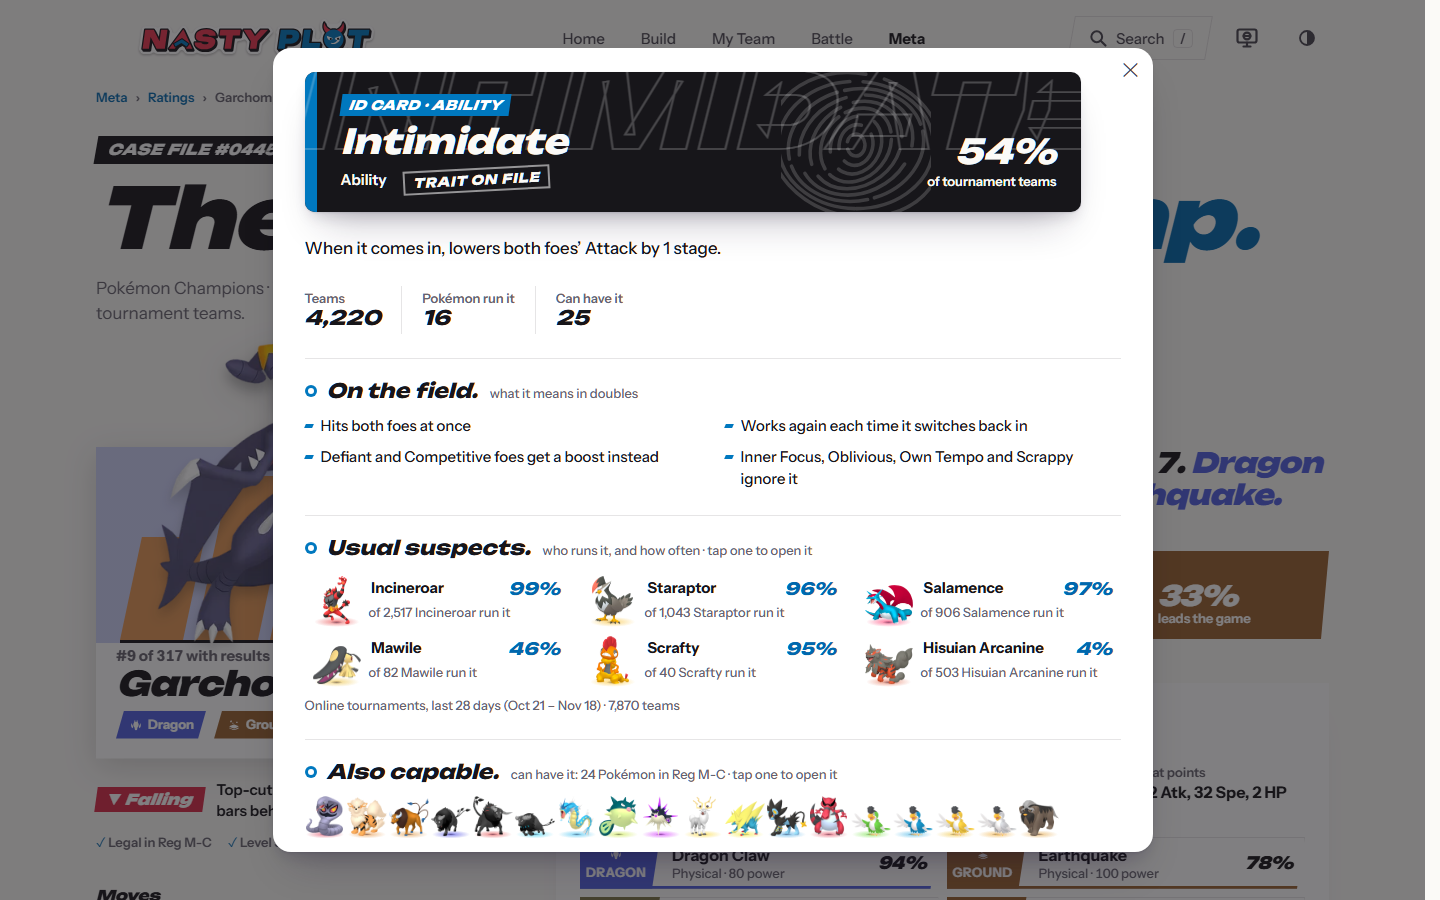 NASTY PLOT
Home
Build
My Team
Battle
Meta
Search /
Meta › Ratings › Garchom
CASE FILE #0445
The
ap.
Pokémon Champions ·
tournament teams.
INTIMIDATE
ID CARD · ABILITY
Intimidate
Ability
TRAIT ON FILE
54%
of tournament teams
When it comes in, lowers both foes’ Attack by 1 stage.
Teams
4,220
Pokémon run it
16
Can have it
25
On the field. what it means in doubles
Hits both foes at once
Works again each time it switches back in
Defiant and Competitive foes get a boost instead
Inner Focus, Oblivious, Own Tempo and Scrappy
ignore it
Usual suspects. who runs it, and how often · tap one to open it
Incineroar 99%
of 2,517 Incineroar run it
Staraptor 96%
of 1,043 Staraptor run it
Salamence 97%
of 906 Salamence run it
Mawile 46%
of 82 Mawile run it
Scrafty 95%
of 40 Scrafty run it
Hisuian Arcanine 4%
of 503 Hisuian Arcanine run it
Online tournaments, last 28 days (Oct 21 – Nov 18) · 7,870 teams
Also capable. can have it: 24 Pokémon in Reg M-C · tap one to open it
#9 of 317 with results
Garcho
Dragon
Grou
▼ Falling
Top-cut
bars beh
✓ Legal in Reg M-C ✓ Level
Moves
7. Dragon
hquake.
33%
leads the game
at points
2 Atk, 32 Spe, 2 HP
DRAGON
Dragon Claw
Physical · 80 power
94%
GROUND
Earthquake
Physical · 100 power
78%